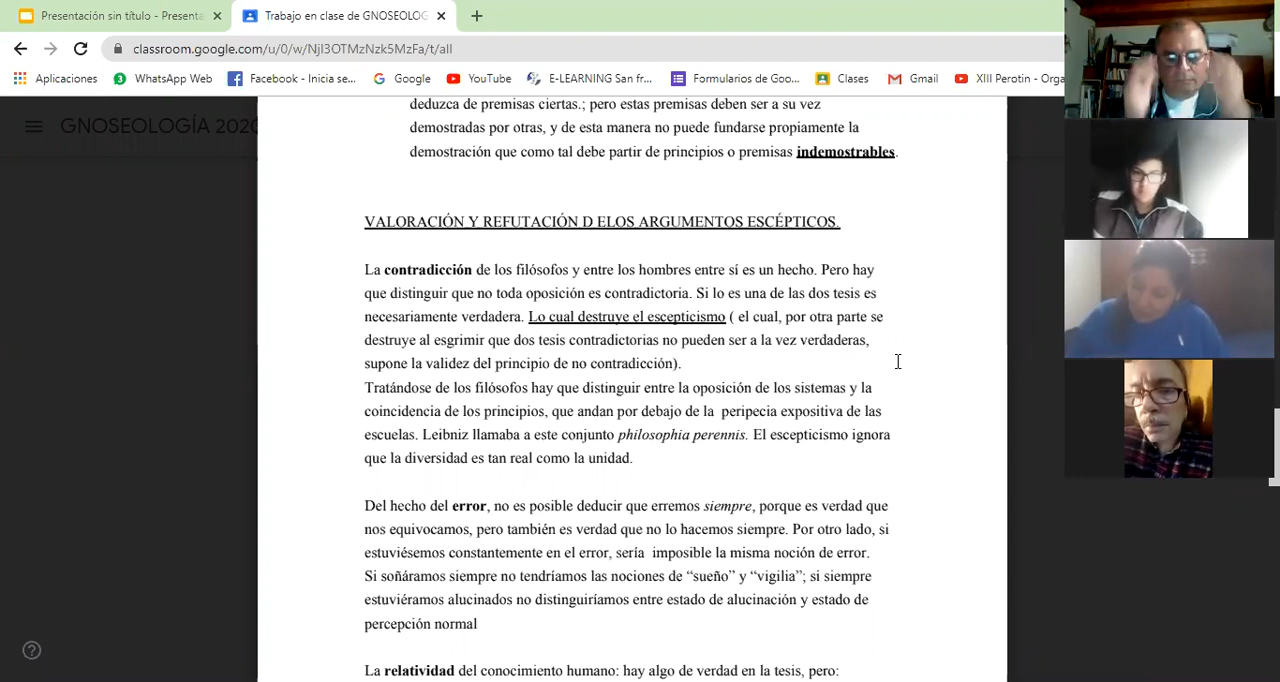 Presentación sin título - Presenta
Trabajo en clase de GNOSEOLOG
classroom.google.com/u/0/w/NjI3OTMzNzk5MzFa/t/all
Aplicaciones
WhatsApp Web
Facebook - Inicia se...
Google
YouTube
E-LEARNING San fr...
Formularios de Goo...
Clases
Gmail
XIII Perotin - Orga
GNOSEOLOGÍA 2020
deduzca de premisas ciertas.; pero estas premisas deben ser a su vez
demostradas por otras, y de esta manera no puede fundarse propiamente la
demostración que como tal debe partir de principios o premisas indemostrables.
VALORACIÓN Y REFUTACIÓN D ELOS ARGUMENTOS ESCÉPTICOS.
La contradicción de los filósofos y entre los hombres entre sí es un hecho. Pero hay
que distinguir que no toda oposición es contradictoria. Si lo es una de las dos tesis es
necesariamente verdadera. Lo cual destruye el escepticismo ( el cual, por otra parte se
destruye al esgrimir que dos tesis contradictorias no pueden ser a la vez verdaderas,
supone la validez del principio de no contradicción).
Tratándose de los filósofos hay que distinguir entre la oposición de los sistemas y la
coincidencia de los principios, que andan por debajo de la peripecia expositiva de las
escuelas. Leibniz llamaba a este conjunto philosophia perennis. El escepticismo ignora
que la diversidad es tan real como la unidad.
Del hecho del error, no es posible deducir que erremos siempre, porque es verdad que
nos equivocamos, pero también es verdad que no lo hacemos siempre. Por otro lado, si
estuviésemos constantemente en el error, sería imposible la misma noción de error.
Si soñáramos siempre no tendríamos las nociones de “sueño” y “vigilia”; si siempre
estuviéramos alucinados no distinguiríamos entre estado de alucinación y estado de
percepción normal
La relatividad del conocimiento humano: hay algo de verdad en la tesis, pero: